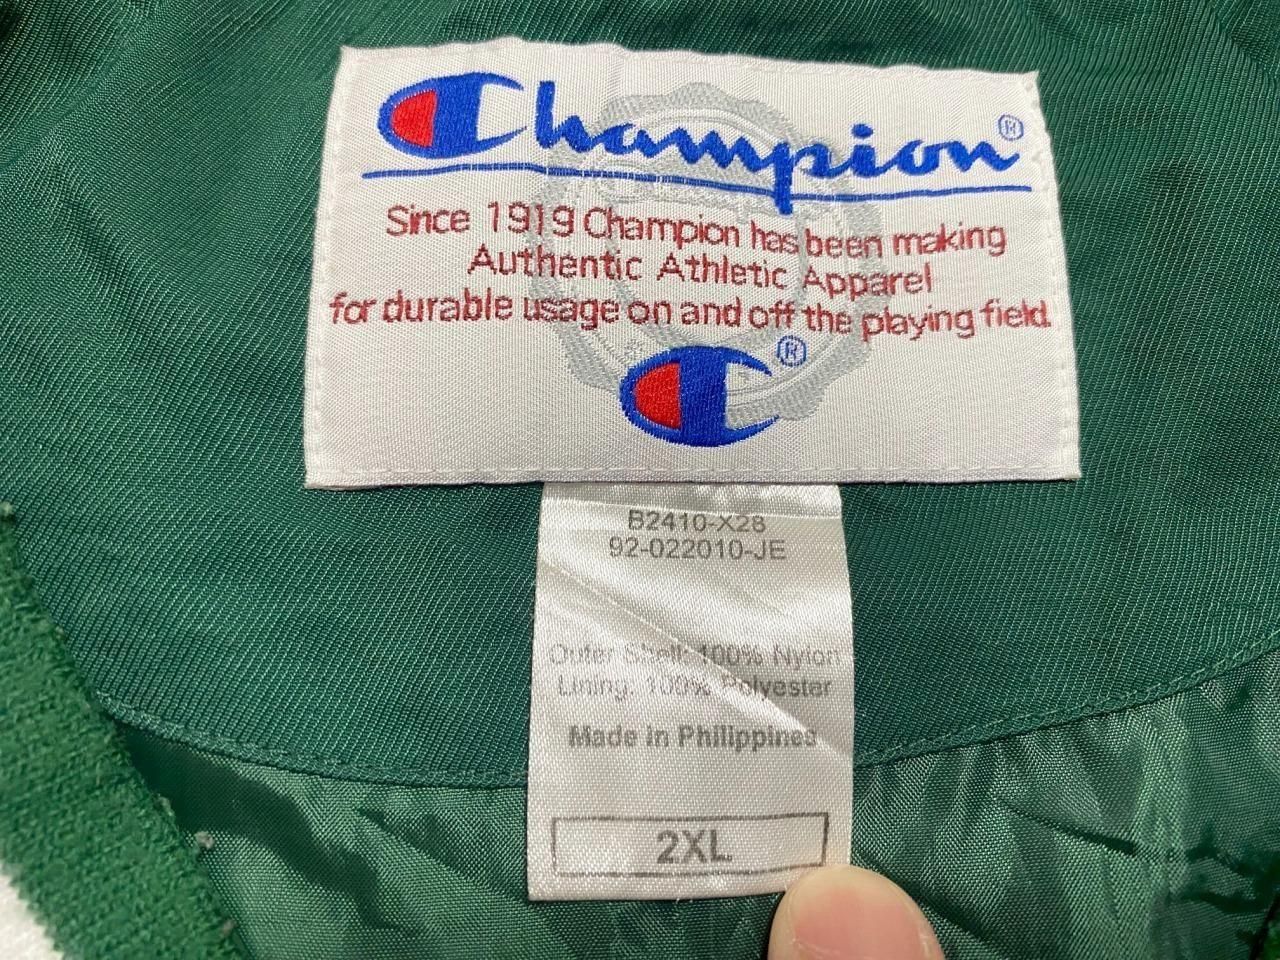 Champion®
Since 1919 Champion has been making
Authentic Athletic Apparel
for durable usage on and off the playing field.
®
B2410-X28
92-022010-JE
Outer Shell: 100% Nylon
Lining: 100% Polyester
Made in Philippines
2XL